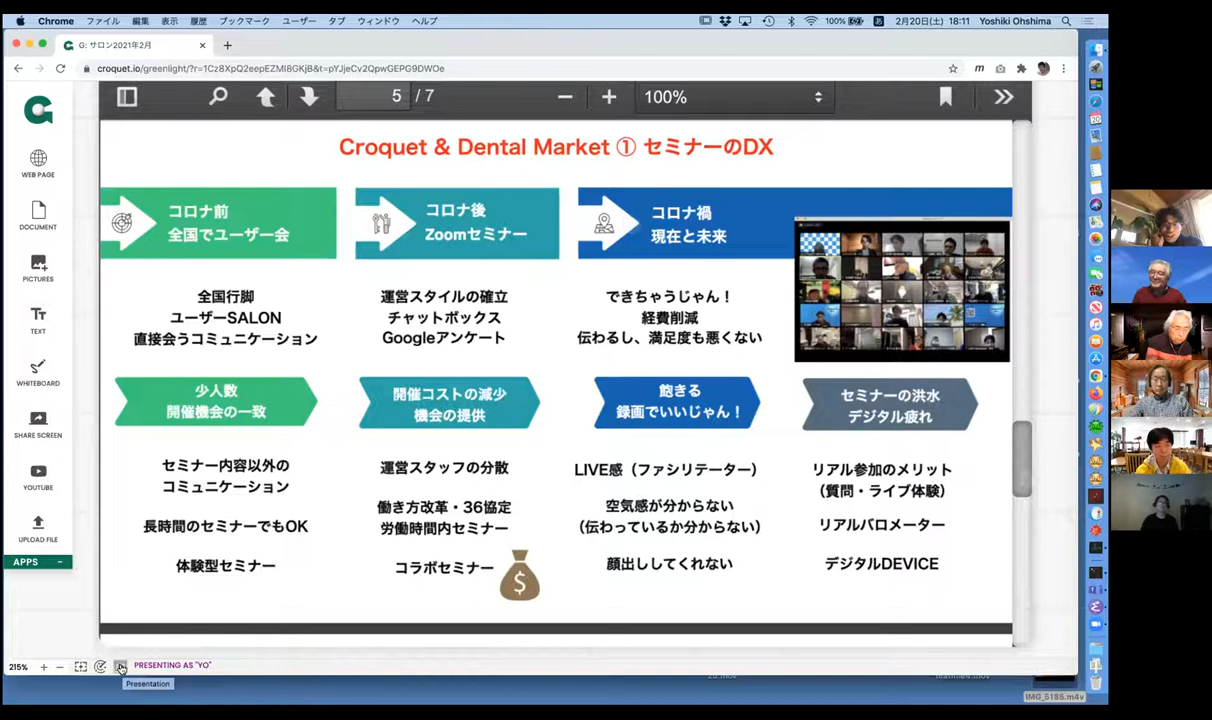 Chrome ファイル 編集 表示 履歴 ブックマーク ユーザー タブ ウィンドウ ヘルプ
100% 2月20日(土) 18:11 Yoshiki Ohshima
G: サロン2021年2月
croquet.io/greenlight/?r=1Cz8XpQ2eepEZMI8GKjB&t=pYJjeCv2QpwGEPG9DWOe
5 / 7
100%
WEB PAGE
DOCUMENT
PICTURES
TEXT
WHITEBOARD
SHARE SCREEN
YOUTUBE
UPLOAD FILE
APPS
Croquet & Dental Market ① セミナーのDX
コロナ前
全国でユーザー会
コロナ後
Zoomセミナー
コロナ禍
現在と未来
全国行脚
ユーザーSALON
直接会うコミュニケーション
運営スタイルの確立
チャットボックス
Googleアンケート
できちゃうじゃん！
経費削減
伝わるし、満足度も悪くない
少人数
開催機会の一致
開催コストの減少
機会の提供
飽きる
録画でいいじゃん！
セミナーの洪水
デジタル疲れ
セミナー内容以外の
コミュニケーション
長時間のセミナーでもOK
体験型セミナー
運営スタッフの分散
働き方改革・36協定
労働時間内セミナー
コラボセミナー
$
LIVE感（ファシリテーター）
空気感が分からない
（伝わっているか分からない）
顔出ししてくれない
リアル参加のメリット
（質問・ライブ体験）
リアルバロメーター
デジタルDEVICE
215%
PRESENTING AS "YO"
Presentation
IMG_5185.m4v